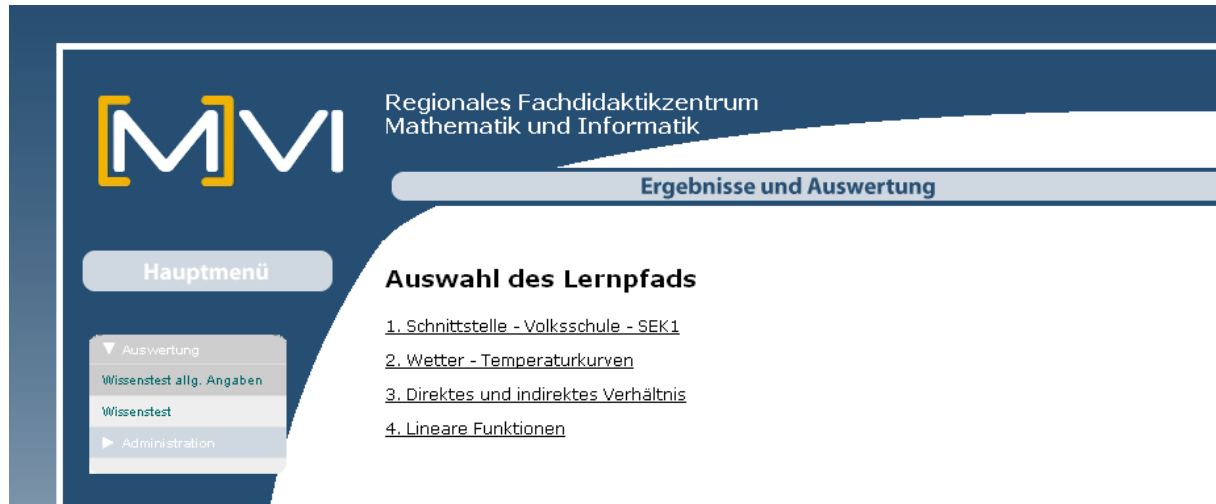 [M]VI
Regionales Fachdidaktikzentrum
Mathematik und Informatik
Ergebnisse und Auswertung
Hauptmenü
▼ Auswertung
Wissenstest allg. Angaben
Wissenstest
▶ Administration
Auswahl des Lernpfads
1. Schnittstelle - Volksschule - SEK1
2. Wetter - Temperaturkurven
3. Direktes und indirektes Verhältnis
4. Lineare Funktionen